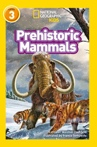 3
NATIONAL
GEOGRAPHIC
KiDS
Prehistoric
Mammals